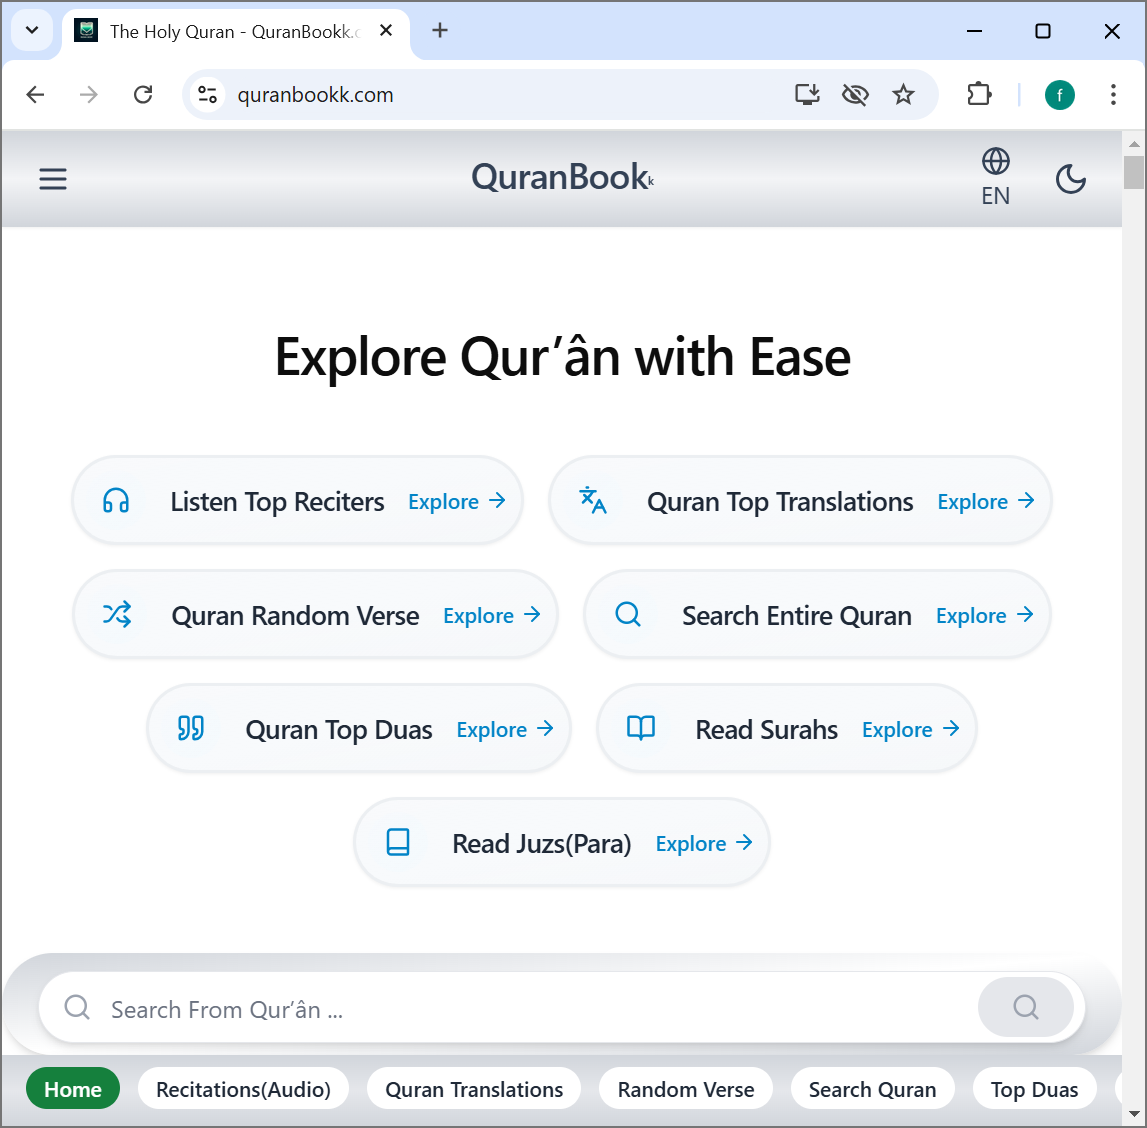 The Holy Quran - QuranBookk.c
quranbookk.com
f
QuranBookk
EN
Explore Qur’ân with Ease
Listen Top Reciters Explore →
Quran Top Translations Explore →
Quran Random Verse Explore →
Search Entire Quran Explore →
Quran Top Duas Explore →
Read Surahs Explore →
Read Juzs(Para) Explore →
Search From Qur’ân ...
Home Recitations(Audio) Quran Translations Random Verse Search Quran Top Duas